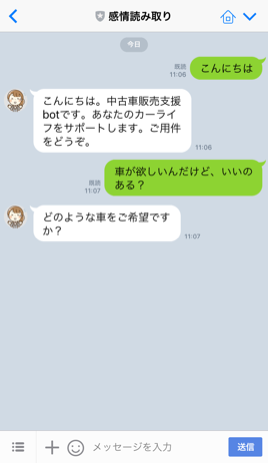 感情読み取り
今日
既読
11:06
こんにちは
こんにちは。中古車販売支援
botです。あなたのカーライ
フをサポートします。ご用件
をどうぞ。
11:06
既読
11:07
車が欲しいんだけど、いいの
ある？
どのような車をご希望です
か？
11:07
メッセージを入力
送信